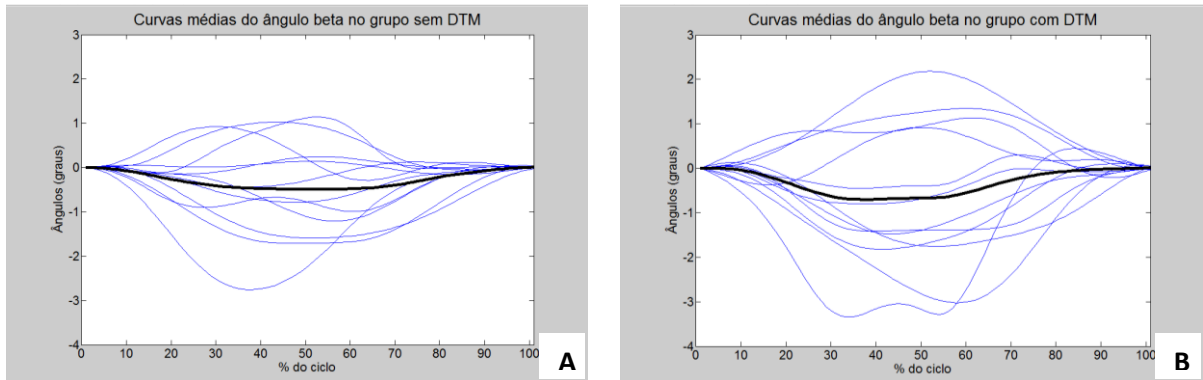 Curvas médias do ângulo beta no grupo sem DTM
Ângulos (graus)
3
2
1
0
-1
-2
-3
-4
0 10 20 30 40 50 60 70 80 90 100
% do ciclo
A
Curvas médias do ângulo beta no grupo com DTM
Ângulos (graus)
3
2
1
0
-1
-2
-3
-4
0 10 20 30 40 50 60 70 80 90 100
% do ciclo
B